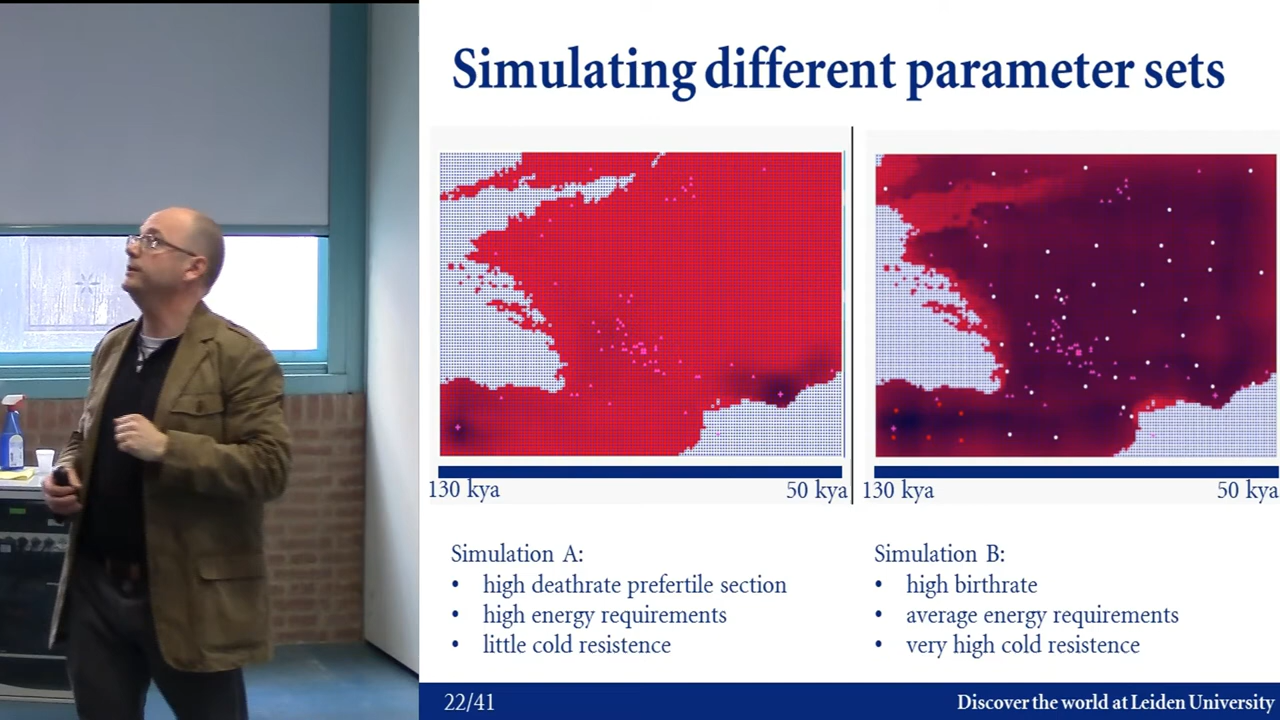 Simulating different parameter sets
130 kya
50 kya
130 kya
50 kya
Simulation A:
• high deathrate prefertile section
• high energy requirements
• little cold resistence
Simulation B:
• high birthrate
• average energy requirements
• very high cold resistence
22/41
Discover the world at Leiden University